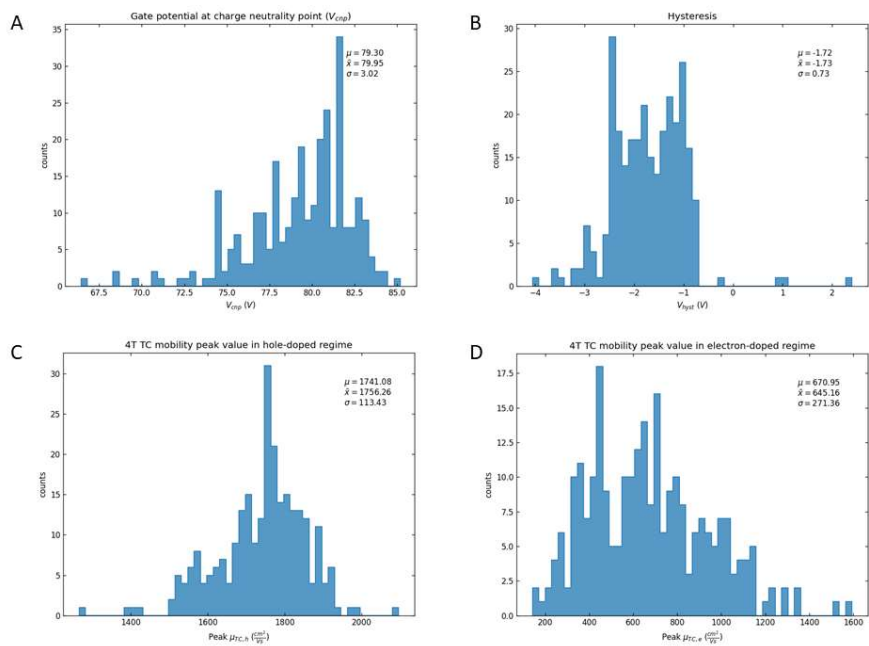 A
Gate potential at charge neutrality point (V_cnp)
μ = 79.30
x̃ = 79.95
σ = 3.02
counts
35
30
25
20
15
10
5
0
67.5 70.0 72.5 75.0 77.5 80.0 82.5 85.0
V_cnp (V)
B
Hysteresis
μ = -1.72
x̃ = -1.73
σ = 0.73
counts
30
25
20
15
10
5
0
−4 −3 −2 −1 0 1 2
V_hyst (V)
C
4T TC mobility peak value in hole-doped regime
μ = 1741.08
x̃ = 1756.26
σ = 113.43
counts
30
25
20
15
10
5
0
1400 1600 1800 2000
Peak μ_TC,h (cm²/Vs)
D
4T TC mobility peak value in electron-doped regime
μ = 670.95
x̃ = 645.16
σ = 271.36
counts
17.5
15.0
12.5
10.0
7.5
5.0
2.5
0.0
200 400 600 800 1000 1200 1400 1600
Peak μ_TC,e (cm²/Vs)